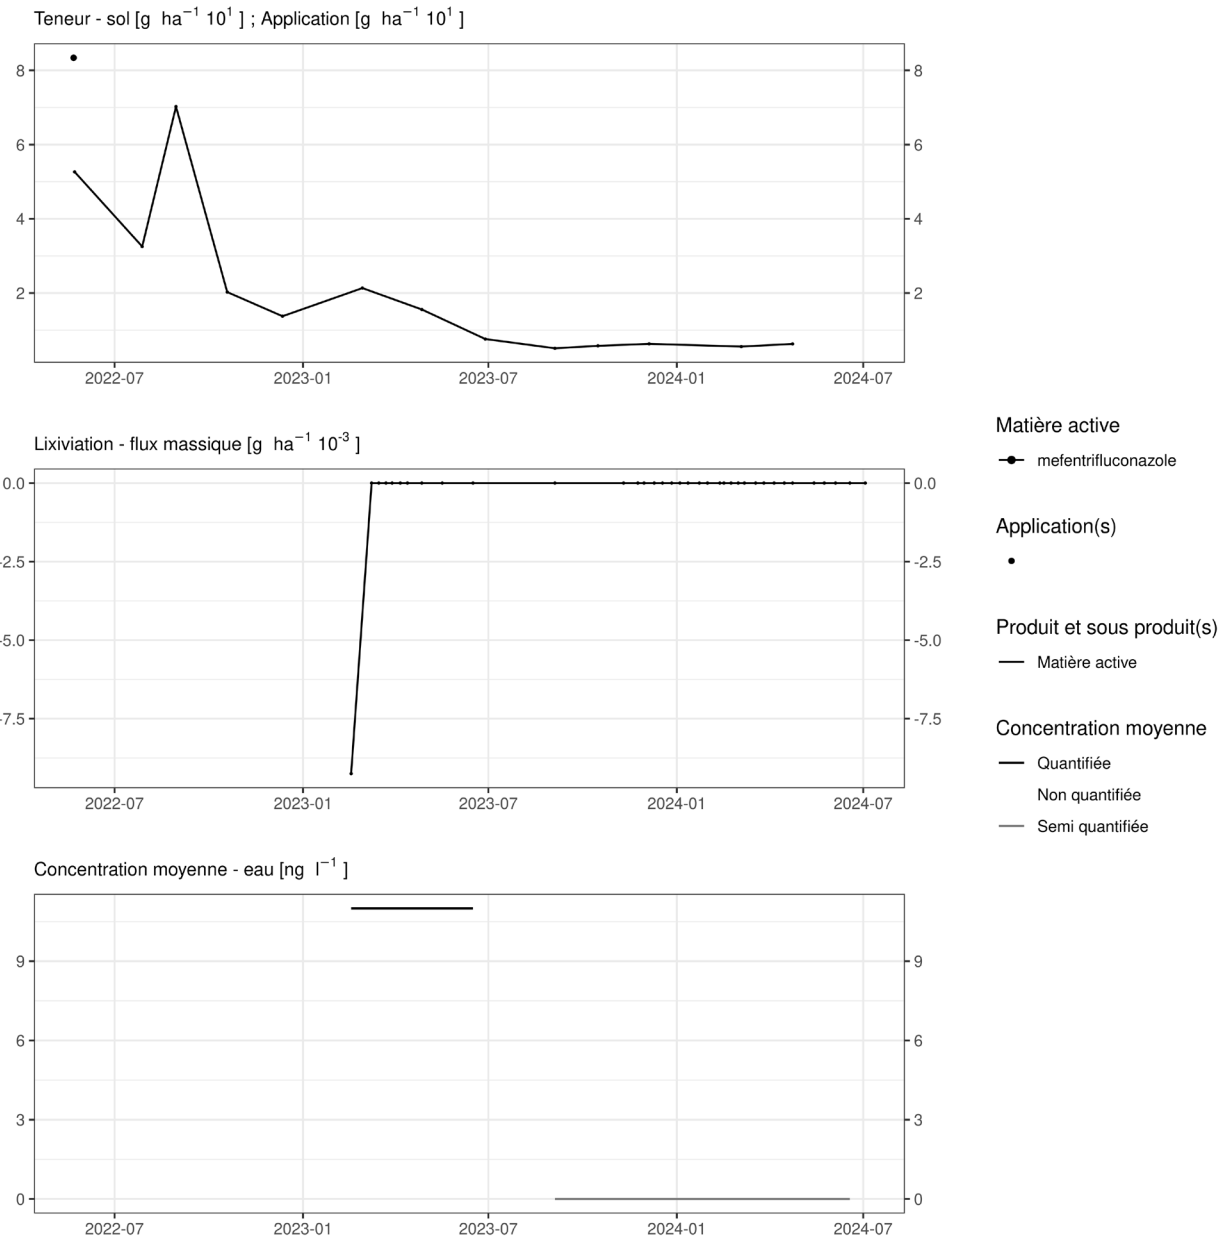 Teneur - sol [g ha⁻¹ 10¹ ] ; Application [g ha⁻¹ 10¹ ]
8 8
6 6
4 4
2 2
2022-07 2023-01 2023-07 2024-01 2024-07
Lixiviation - flux massique [g ha⁻¹ 10⁻³ ]
0.0 0.0
-2.5 -2.5
-5.0 -5.0
-7.5 -7.5
2022-07 2023-01 2023-07 2024-01 2024-07
Concentration moyenne - eau [ng l⁻¹ ]
9 9
6 6
3 3
0 0
2022-07 2023-01 2023-07 2024-01 2024-07
Matière active
mefentrifluconazole
Application(s)
Produit et sous produit(s)
Matière active
Concentration moyenne
Quantifiée
Non quantifiée
Semi quantifiée